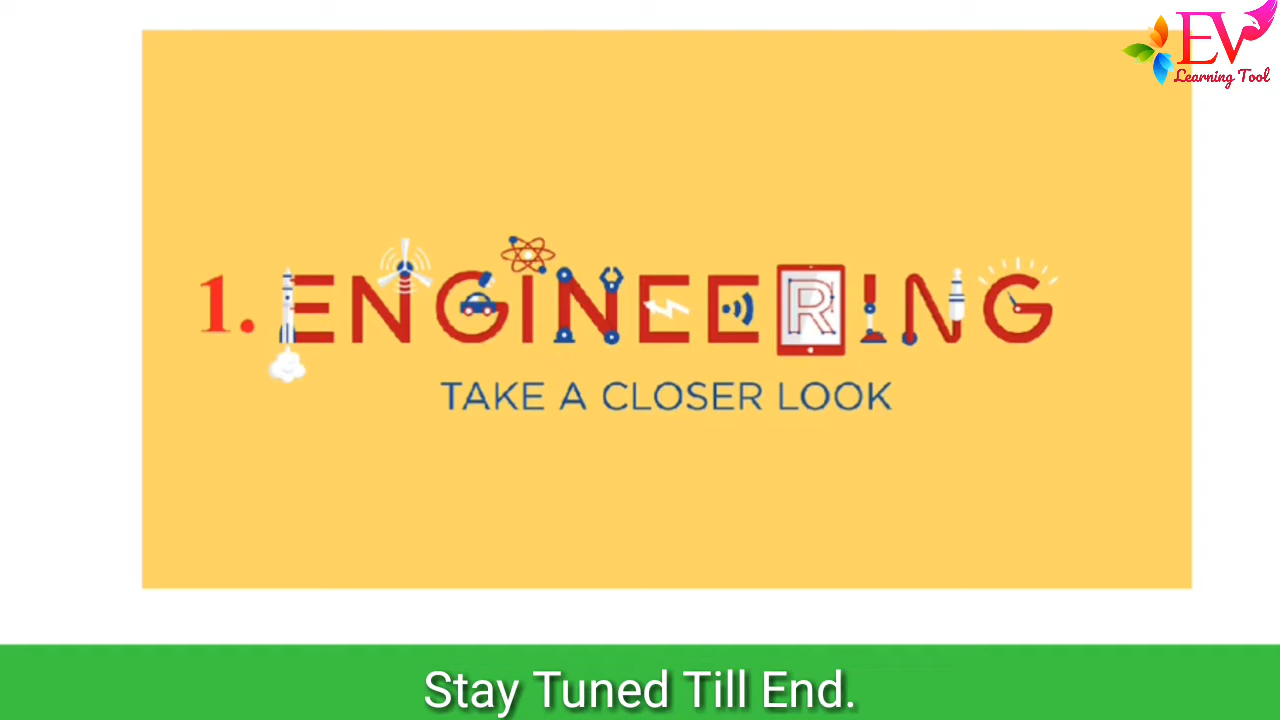 EV
Learning Tool
1. ENGINEERING
TAKE A CLOSER LOOK
Stay Tuned Till End.